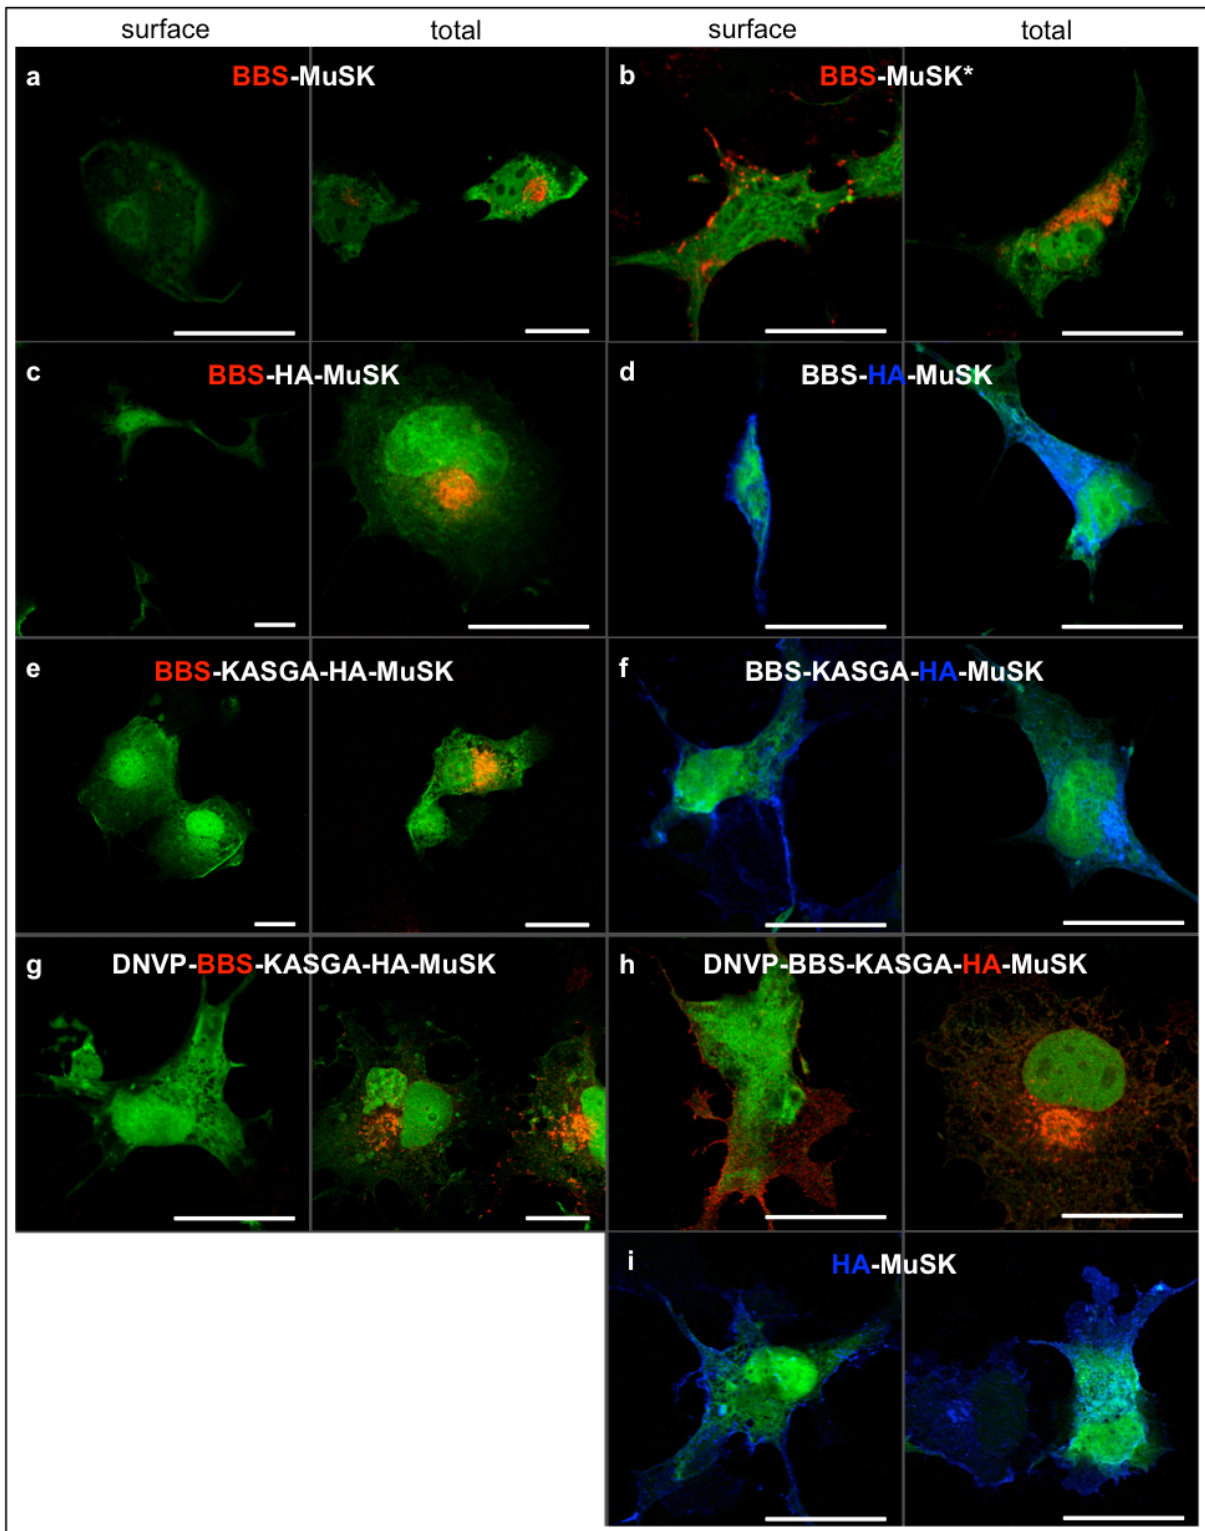 surface total surface total
a BBS-MuSK
b BBS-MuSK*
c BBS-HA-MuSK
d BBS-HA-MuSK
e BBS-KASGA-HA-MuSK
f BBS-KASGA-HA-MuSK
g DNVP-BBS-KASGA-HA-MuSK
h DNVP-BBS-KASGA-HA-MuSK
i HA-MuSK